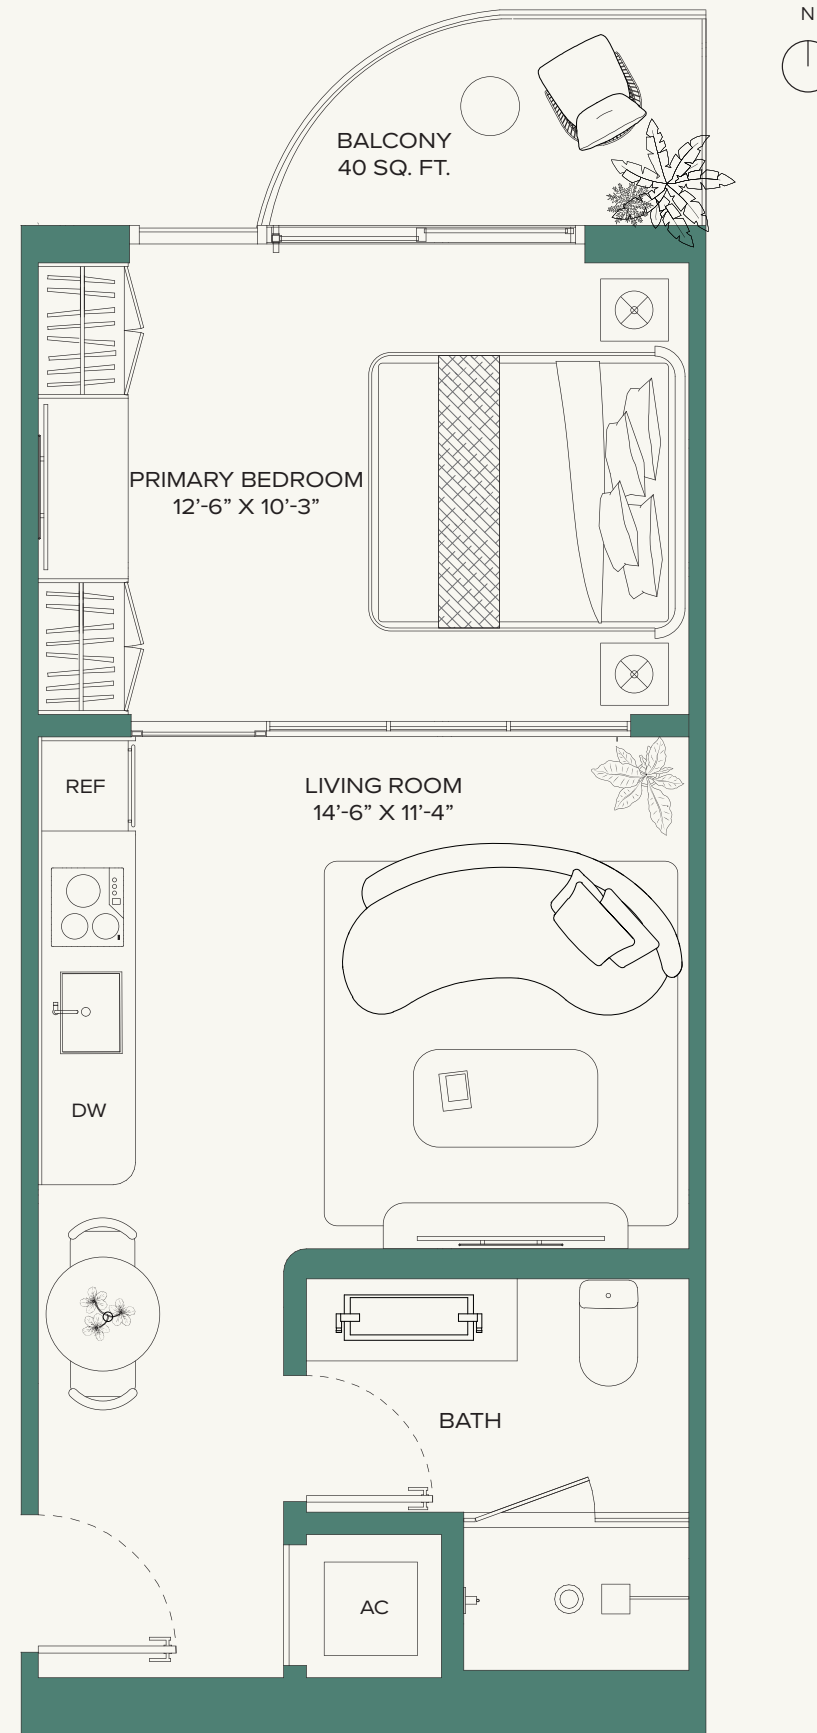 N
BALCONY
40 SQ. FT.
PRIMARY BEDROOM
12’-6” X 10’-3”
REF
LIVING ROOM
14’-6” X 11’-4”
DW
BATH
AC